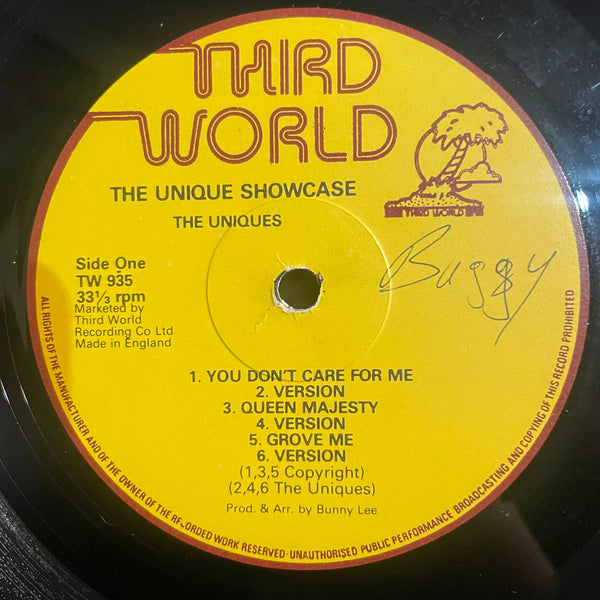 THIRD
WORLD
THIRD WORLD
THE UNIQUE SHOWCASE
THE UNIQUES
Buggy
Side One
TW 935
33⅓ rpm
Marketed by
Third World
Recording Co Ltd
Made in England
1. YOU DON'T CARE FOR ME
2. VERSION
3. QUEEN MAJESTY
4. VERSION
5. GROVE ME
6. VERSION
(1,3,5 Copyright)
(2,4,6 The Uniques)
Prod. & Arr. by Bunny Lee
ALL RIGHTS OF THE MANUFACTURER AND OF THE OWNER OF THE RECORDED WORK RESERVED·UNAUTHORISED PUBLIC PERFORMANCE BROADCASTING AND COPYING OF THIS RECORD PROHIBITED